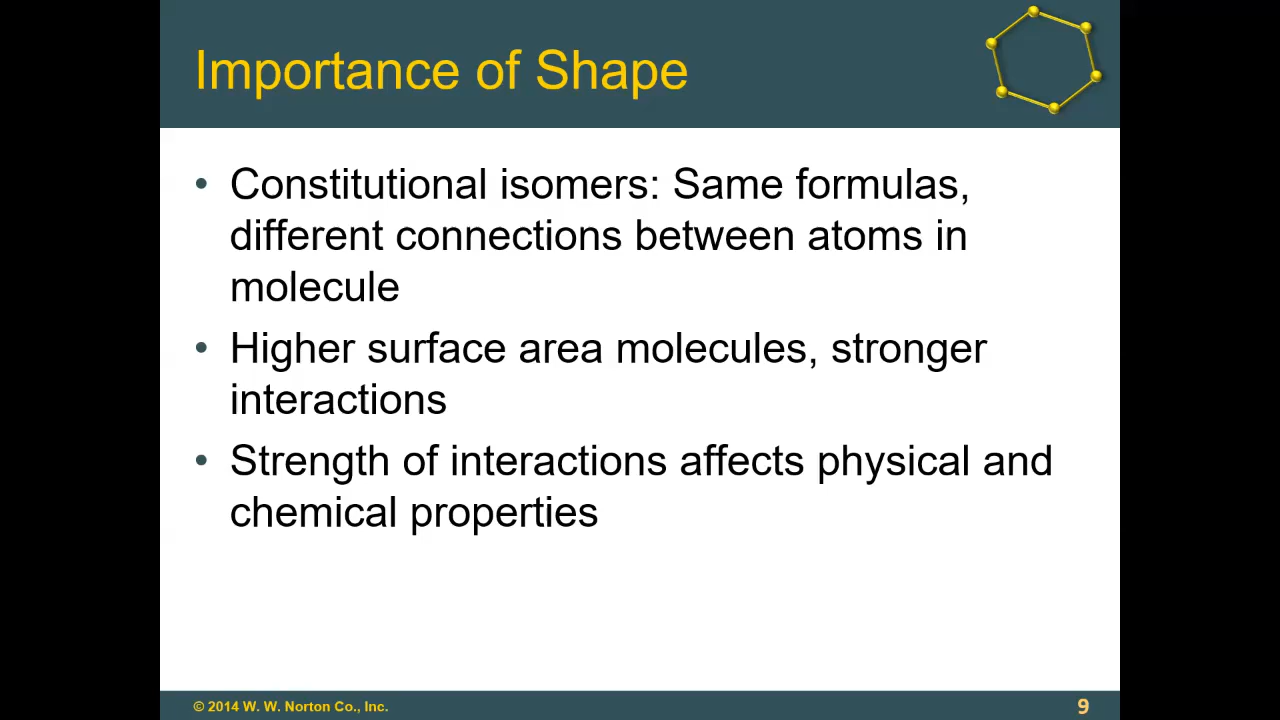 Importance of Shape
• Constitutional isomers: Same formulas,
different connections between atoms in
molecule
• Higher surface area molecules, stronger
interactions
• Strength of interactions affects physical and
chemical properties
© 2014 W. W. Norton Co., Inc.
9